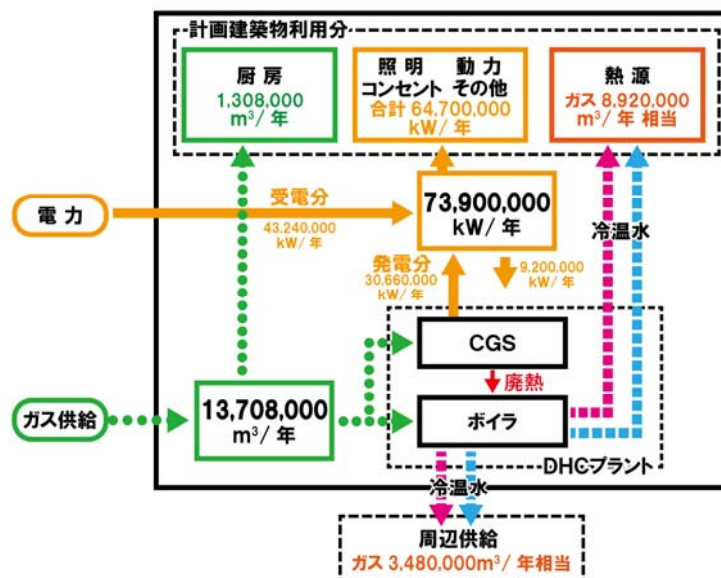 計画建築物利用分
厨 房
1,308,000
m³/ 年
照 明 動 力
コンセント その他
合計 64,700,000
kW/ 年
熱 源
ガス 8,920,000
m³/ 年 相当
電 力
受電分
43.240,000
kW/ 年
73,900,000
kW/ 年
冷温水
発電分
30.660,000
kW/ 年
9.200,000
kW/ 年
CGS
廃熱
ガス供給
13,708,000
m³/ 年
ボイラ
DHCプラント
冷温水
周辺供給
ガス 3,480,000m³/ 年相当